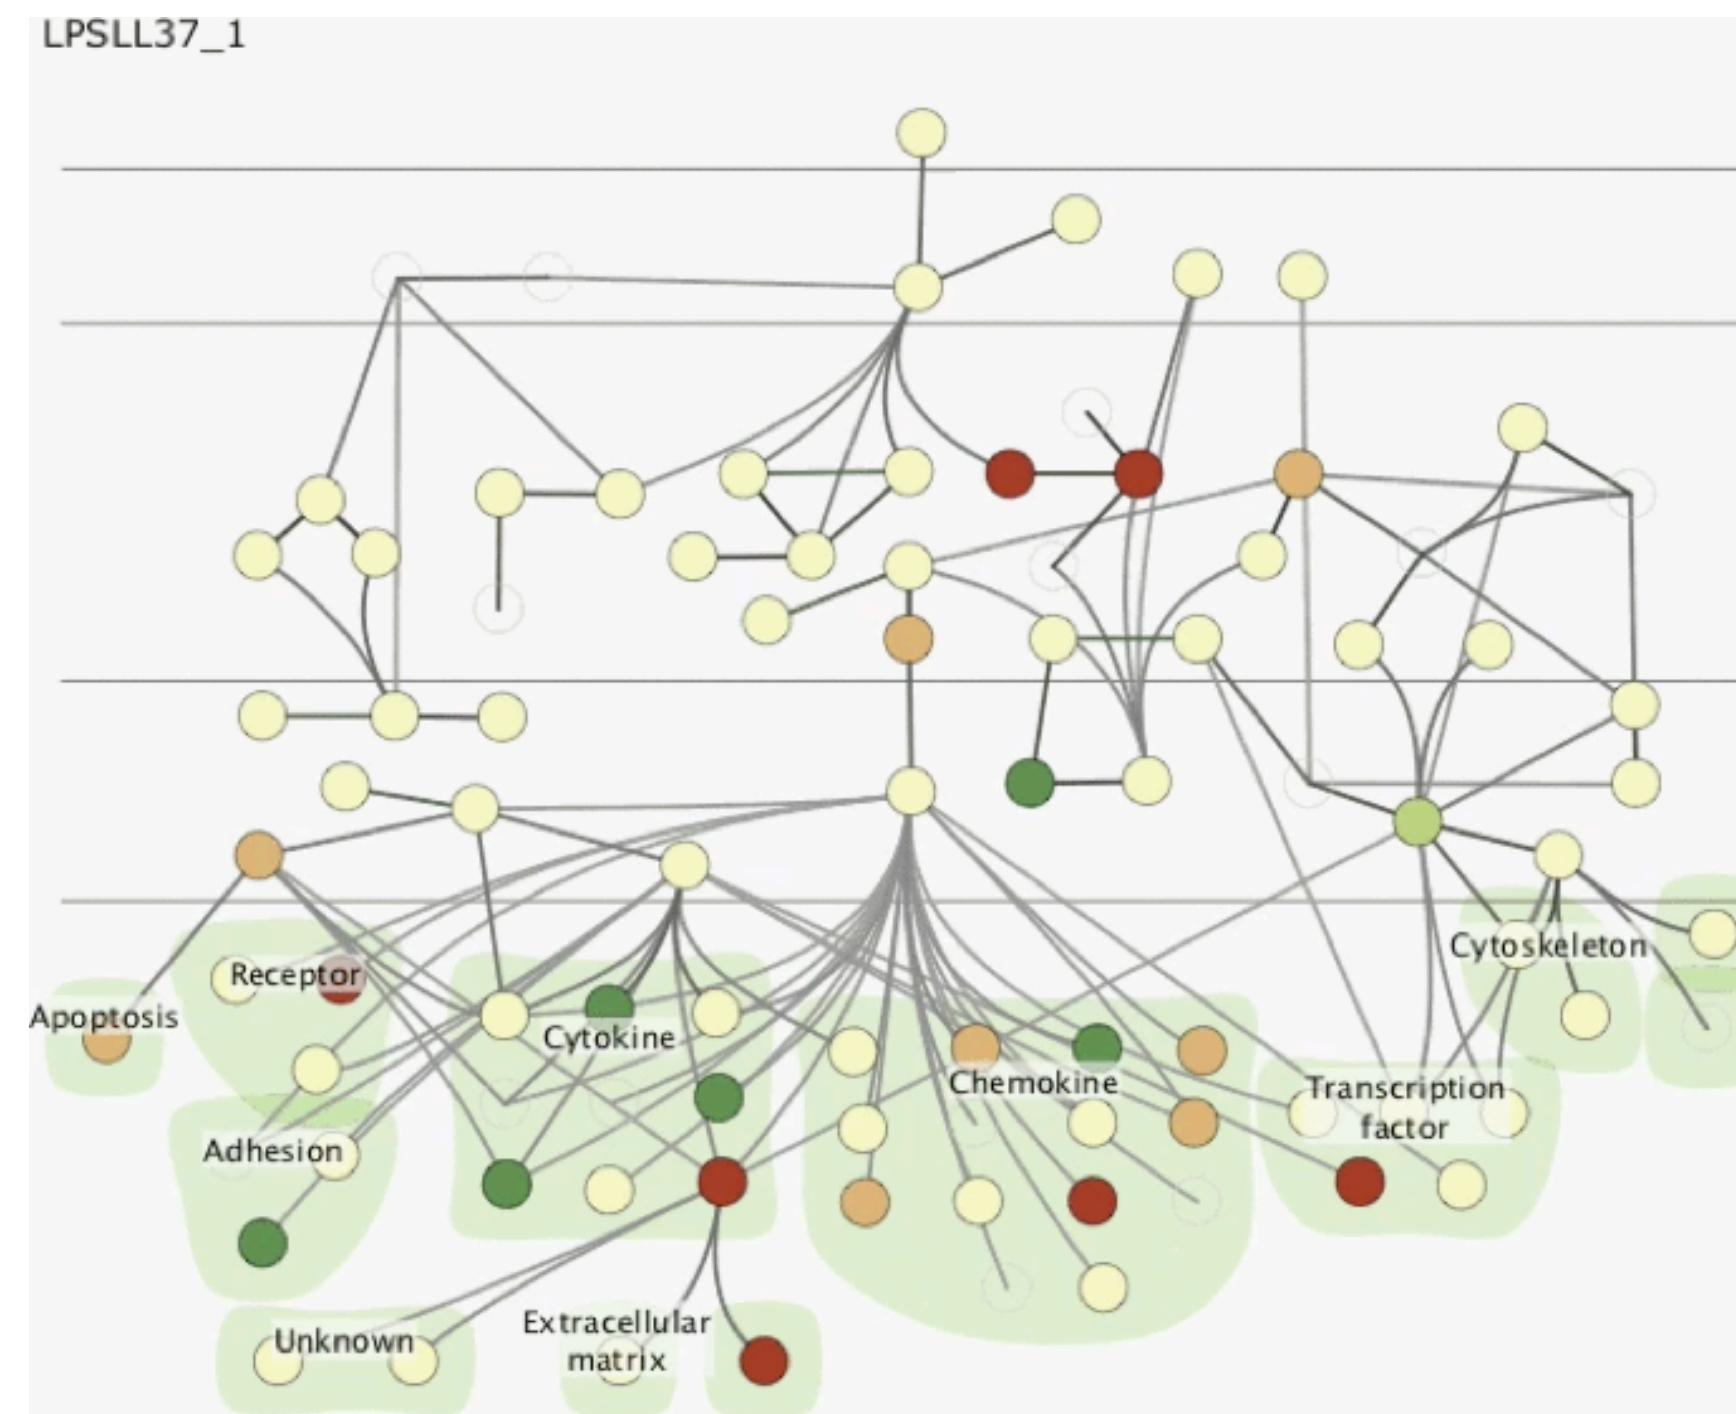 LPSLL37_1
Cytoskeleton
Receptor
Apoptosis
Cytokine
Chemokine
Transcription
factor
Adhesion
Unknown
Extracellular
matrix